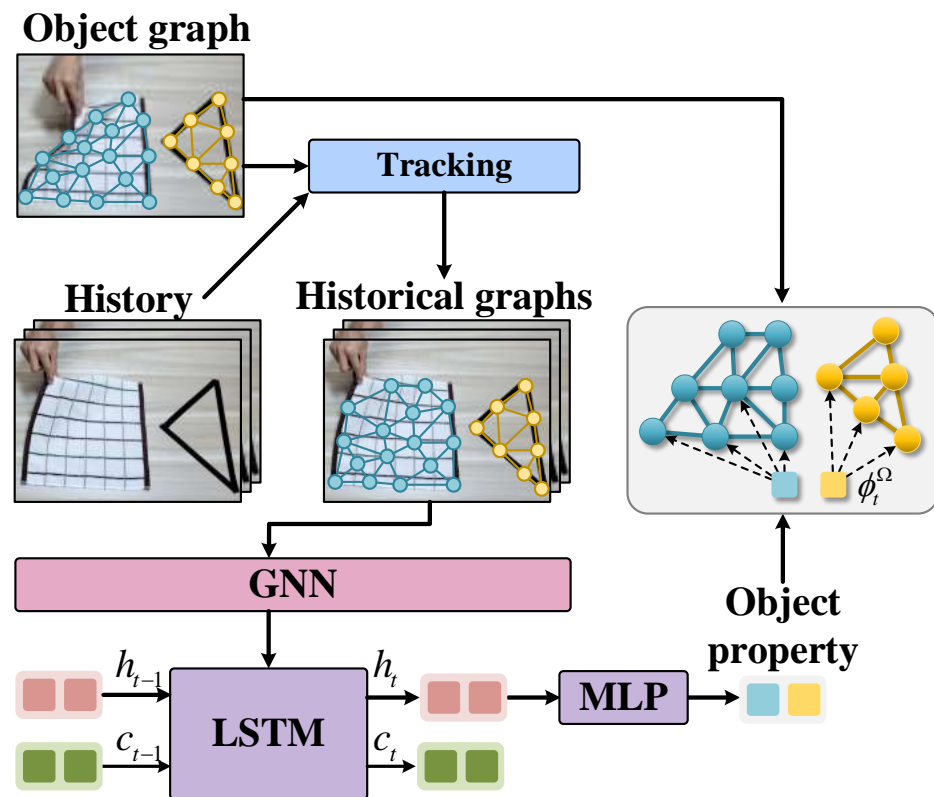 Object graph
Tracking
History
Historical graphs
ϕ_t^Ω
GNN
Object
property
h_{t−1}
h_t
MLP
LSTM
c_{t−1}
c_t